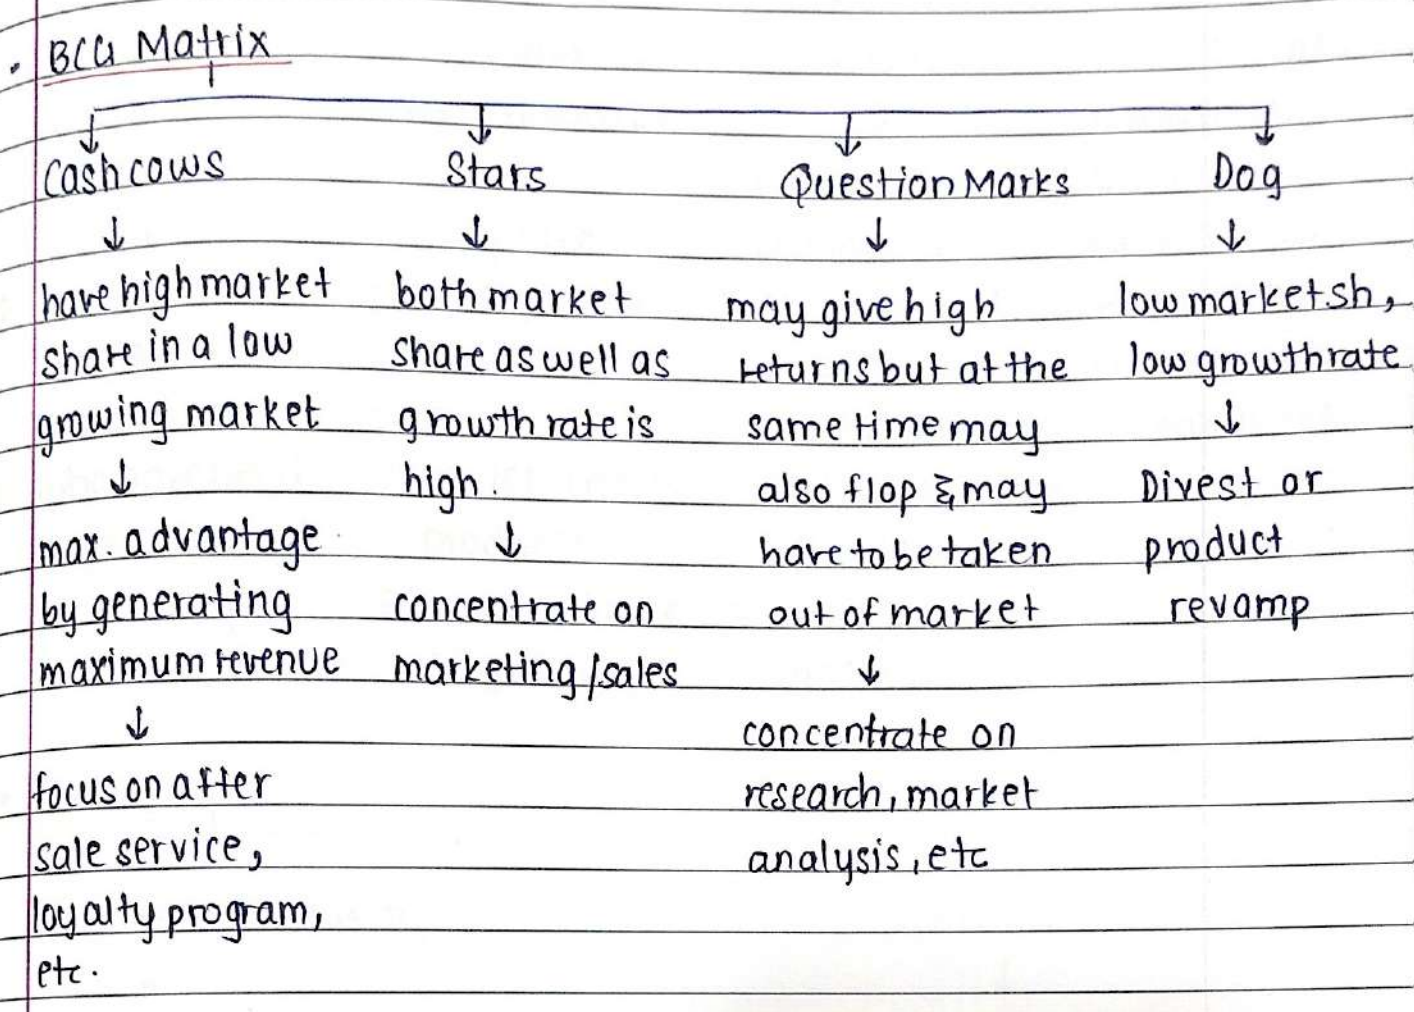 BCG Matrix
Cash cows
have high market
share in a low
growing market
max. advantage
by generating
maximum revenue
focus on after
sale service,
loyalty program,
etc.
Stars
both market
share as well as
growth rate is
high.
concentrate on
marketing/sales
Question Marks
may give high
returns but at the
same time may
also flop & may
have to be taken
out of market
concentrate on
research, market
analysis, etc
Dog
low market sh,
low growth rate
Divest or
product
revamp